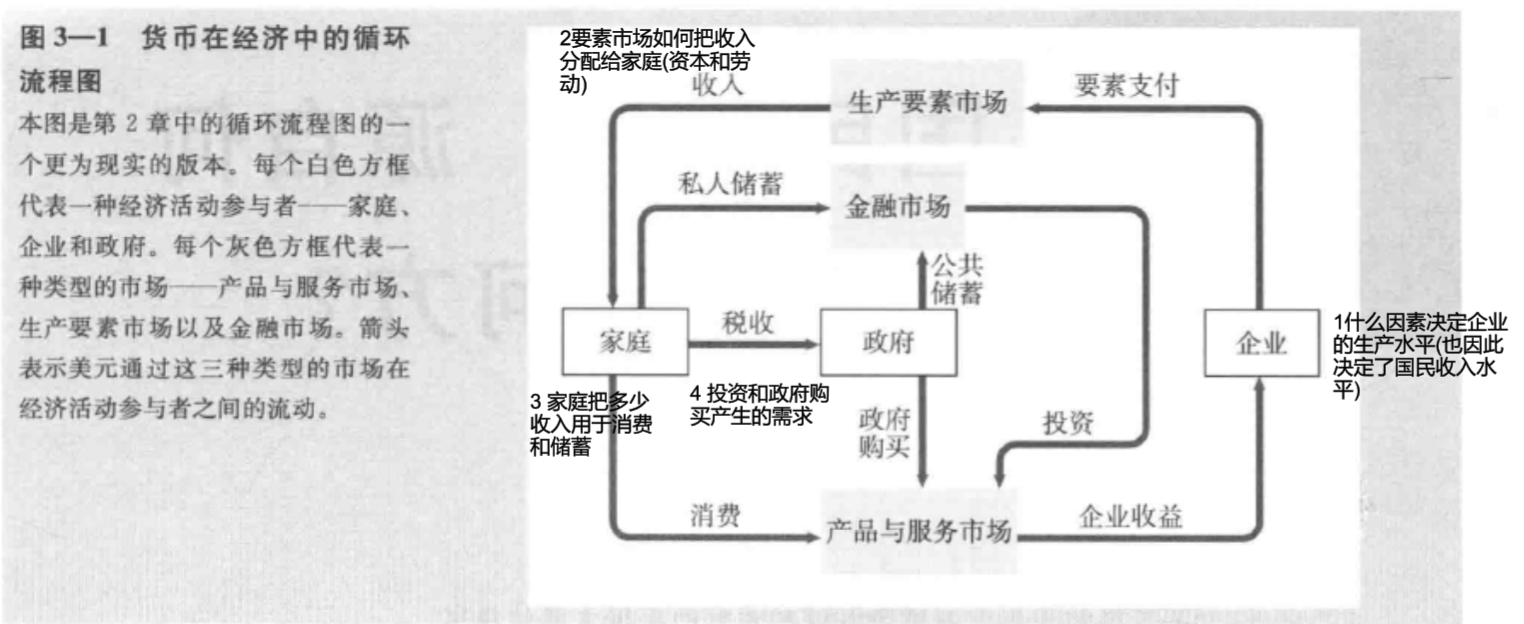 图 3—1 货币在经济中的循环
流程图
本图是第 2 章中的循环流程图的一
个更为现实的版本。每个白色方框
代表一种经济活动参与者——家庭、
企业和政府。每个灰色方框代表一
种类型的市场——产品与服务市场、
生产要素市场以及金融市场。箭头
表示美元通过这三种类型的市场在
经济活动参与者之间的流动。
2要素市场如何把收入
分配给家庭(资本和劳
动)
收入
生产要素市场
要素支付
私人储蓄
金融市场
公共
储蓄
家庭
税收
政府
企业
1什么因素决定企业
的生产水平(也因此
决定了国民收入水
平)
3 家庭把多少
收入用于消费
和储蓄
4 投资和政府购
买产生的需求
政府
购买
投资
消费
产品与服务市场
企业收益